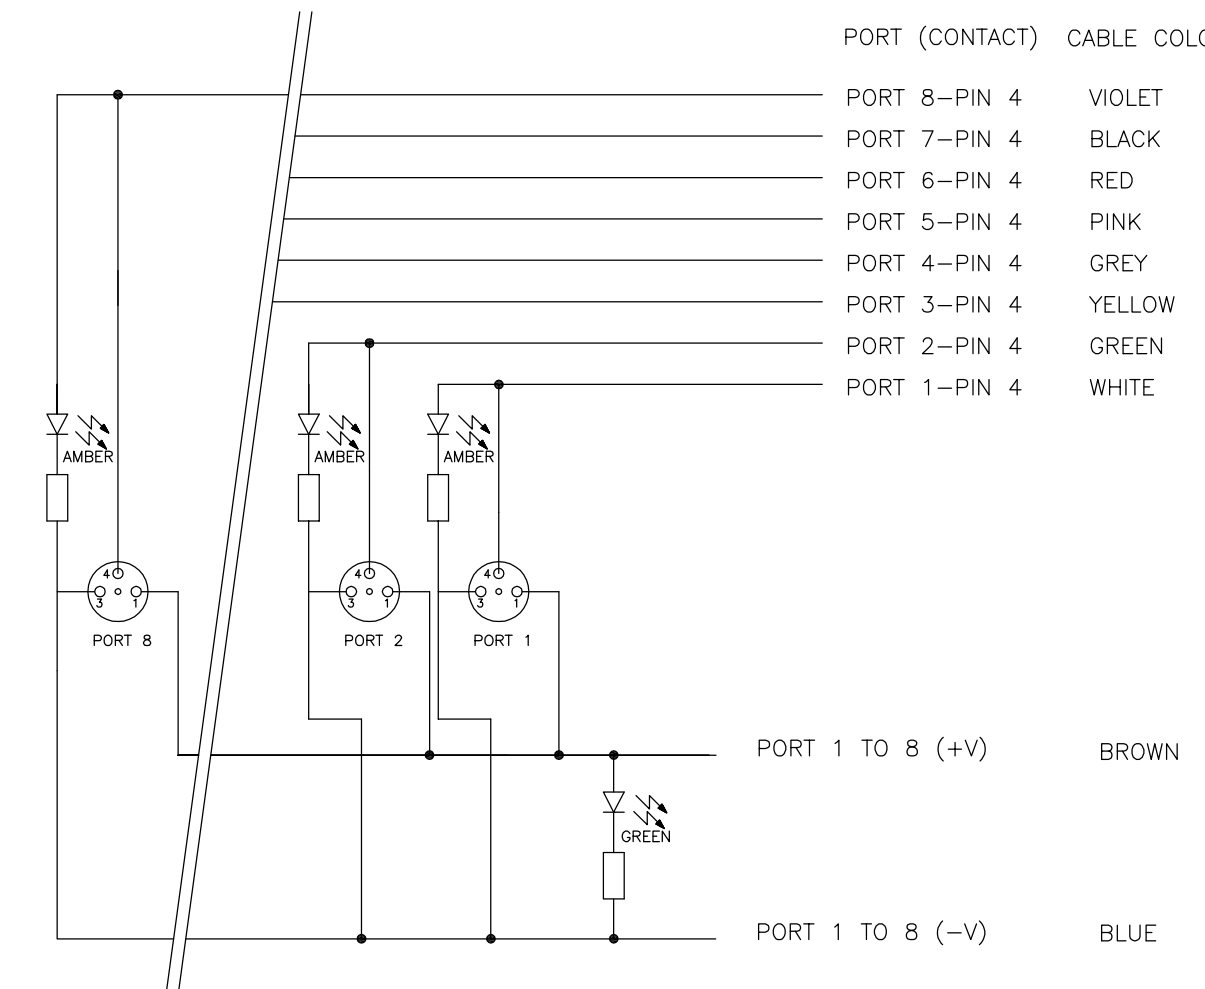 PORT (CONTACT) CABLE COLO
PORT 8-PIN 4 VIOLET
PORT 7-PIN 4 BLACK
PORT 6-PIN 4 RED
PORT 5-PIN 4 PINK
PORT 4-PIN 4 GREY
PORT 3-PIN 4 YELLOW
PORT 2-PIN 4 GREEN
PORT 1-PIN 4 WHITE
AMBER AMBER AMBER
4 4 4
3 1 3 1 3 1
PORT 8 PORT 2 PORT 1
PORT 1 TO 8 (+V) BROWN
GREEN
PORT 1 TO 8 (-V) BLUE